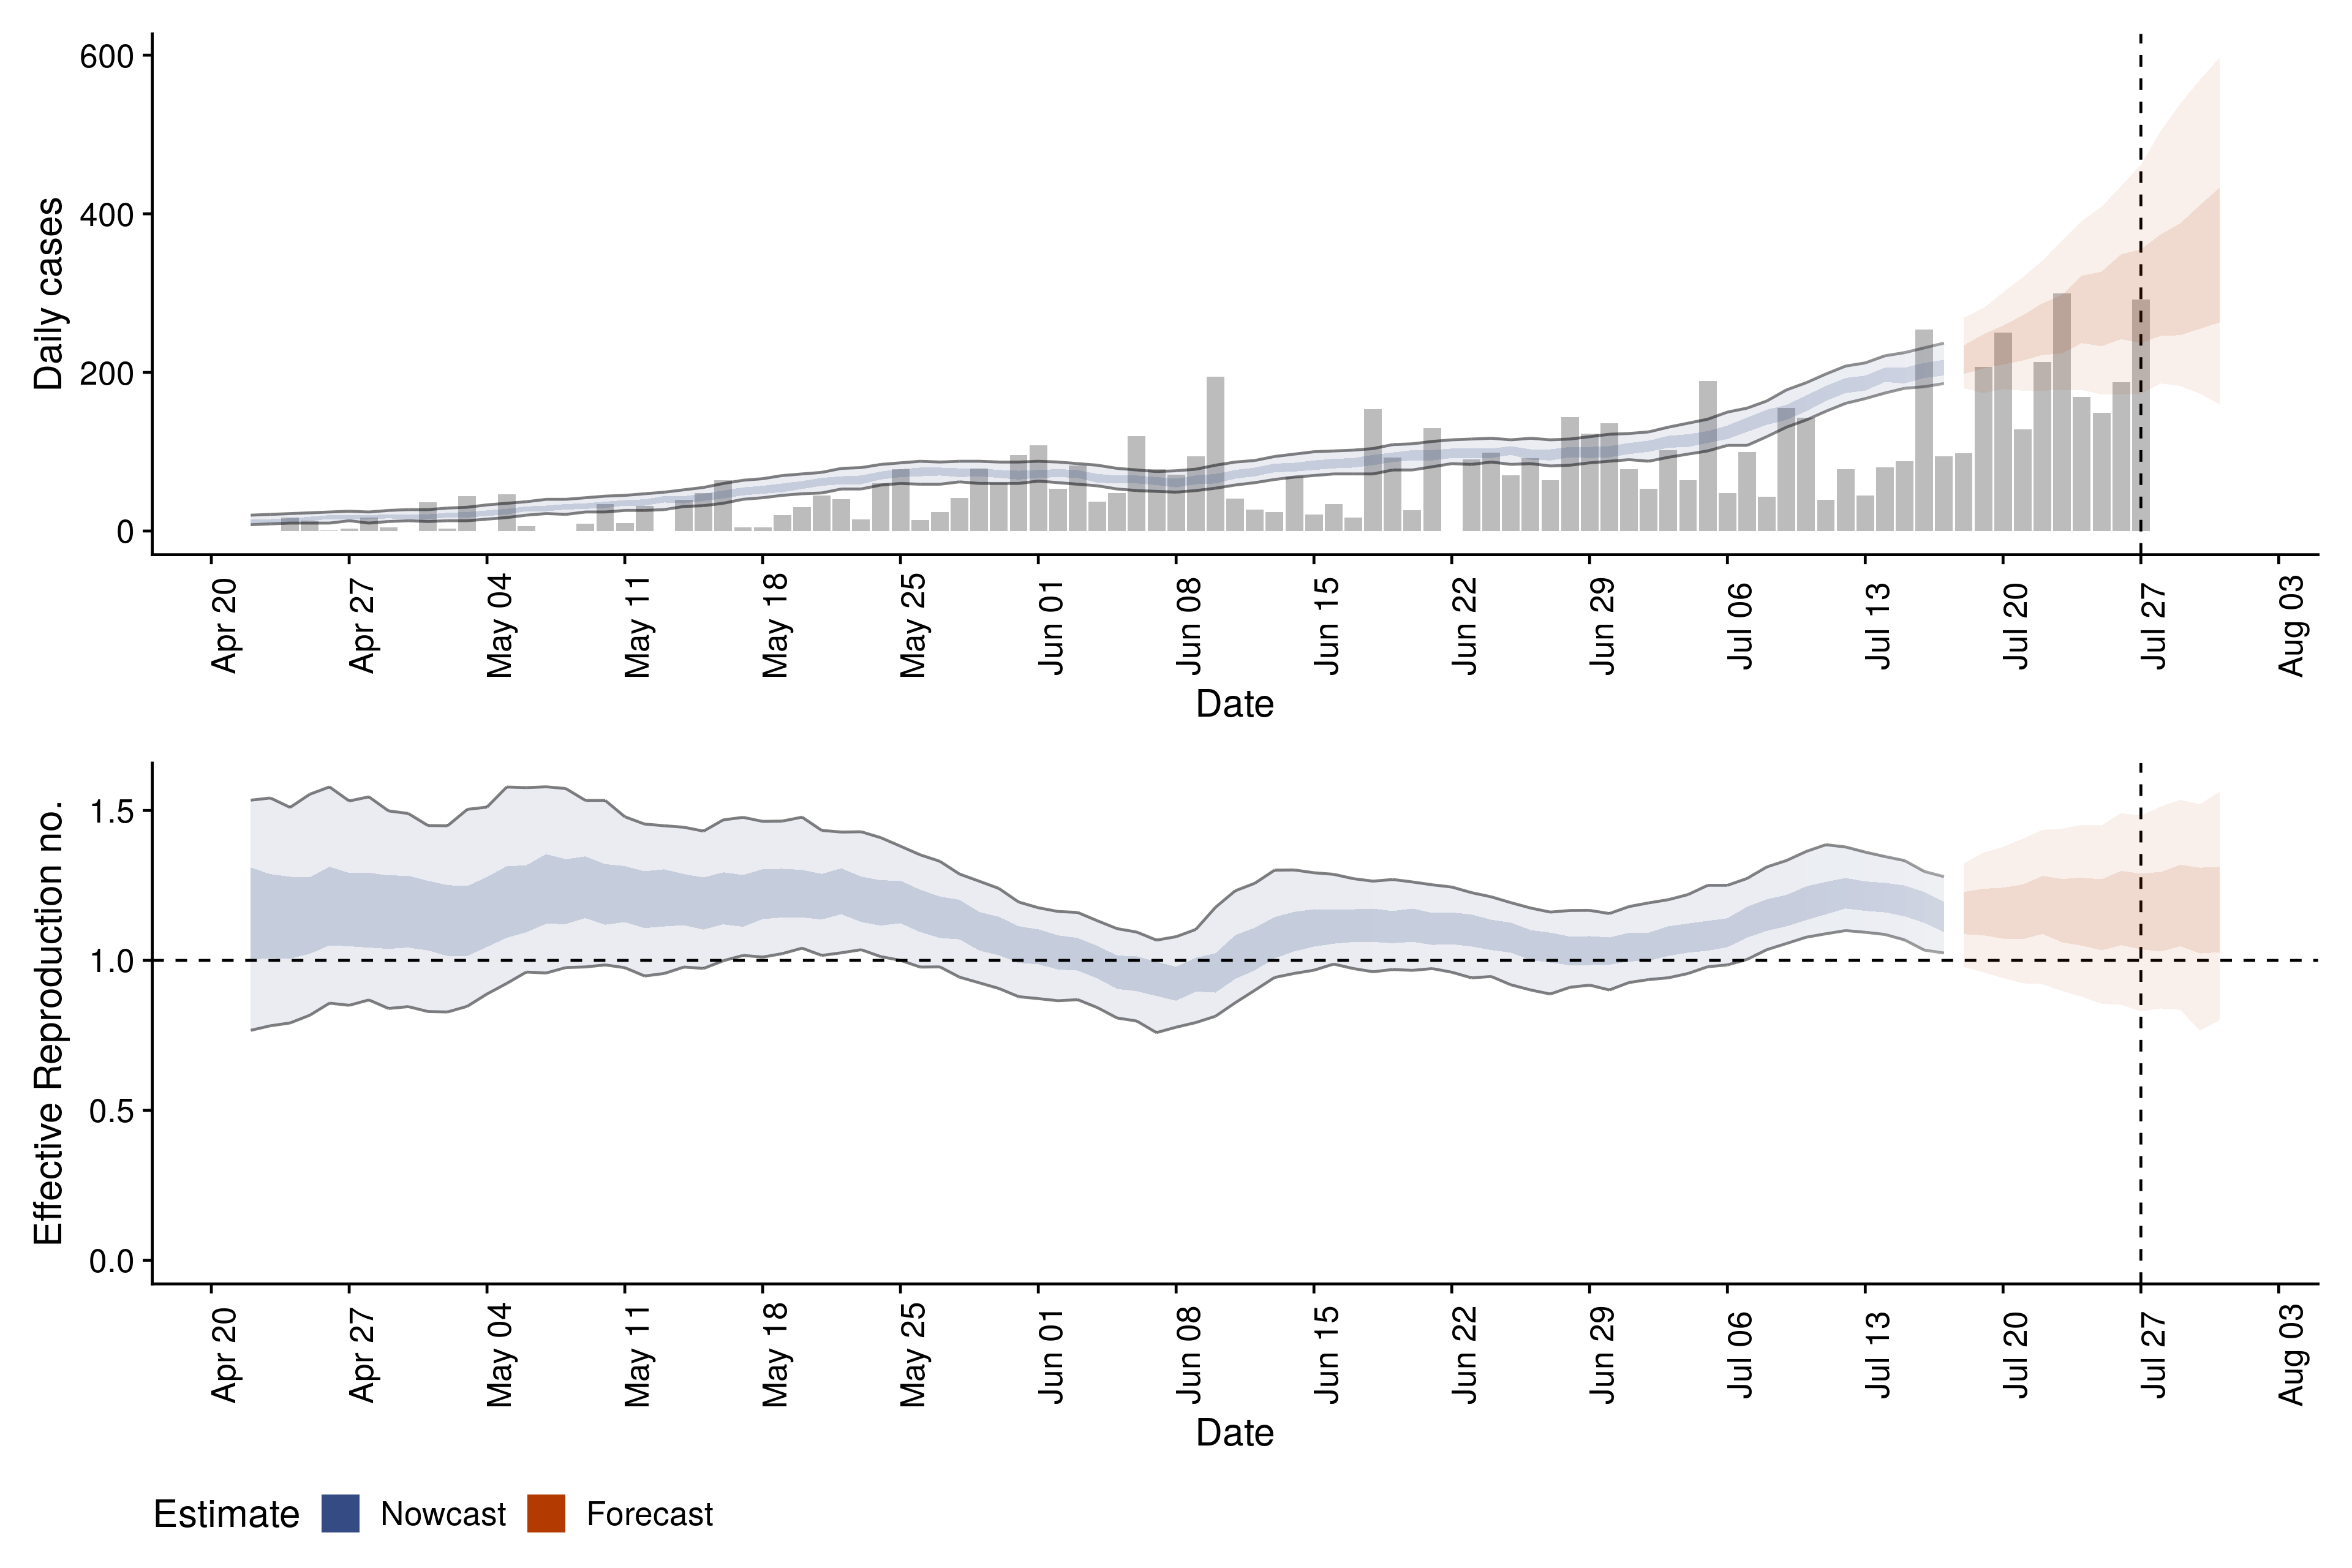 Daily cases
600
400
200
0
Apr 20
Apr 27
May 04
May 11
May 18
May 25
Jun 01
Jun 08
Jun 15
Jun 22
Jun 29
Jul 06
Jul 13
Jul 20
Jul 27
Aug 03
Date
Effective Reproduction no.
1.5
1.0
0.5
0.0
Apr 20
Apr 27
May 04
May 11
May 18
May 25
Jun 01
Jun 08
Jun 15
Jun 22
Jun 29
Jul 06
Jul 13
Jul 20
Jul 27
Aug 03
Date
Estimate Nowcast Forecast